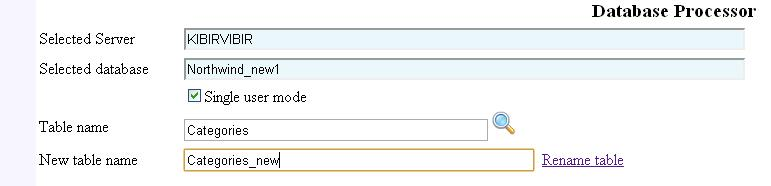 Database Processor
Selected Server KIBIRVIBIR
Selected database Northwind_new1
Single user mode
Table name Categories
New table name Categories_new Rename table